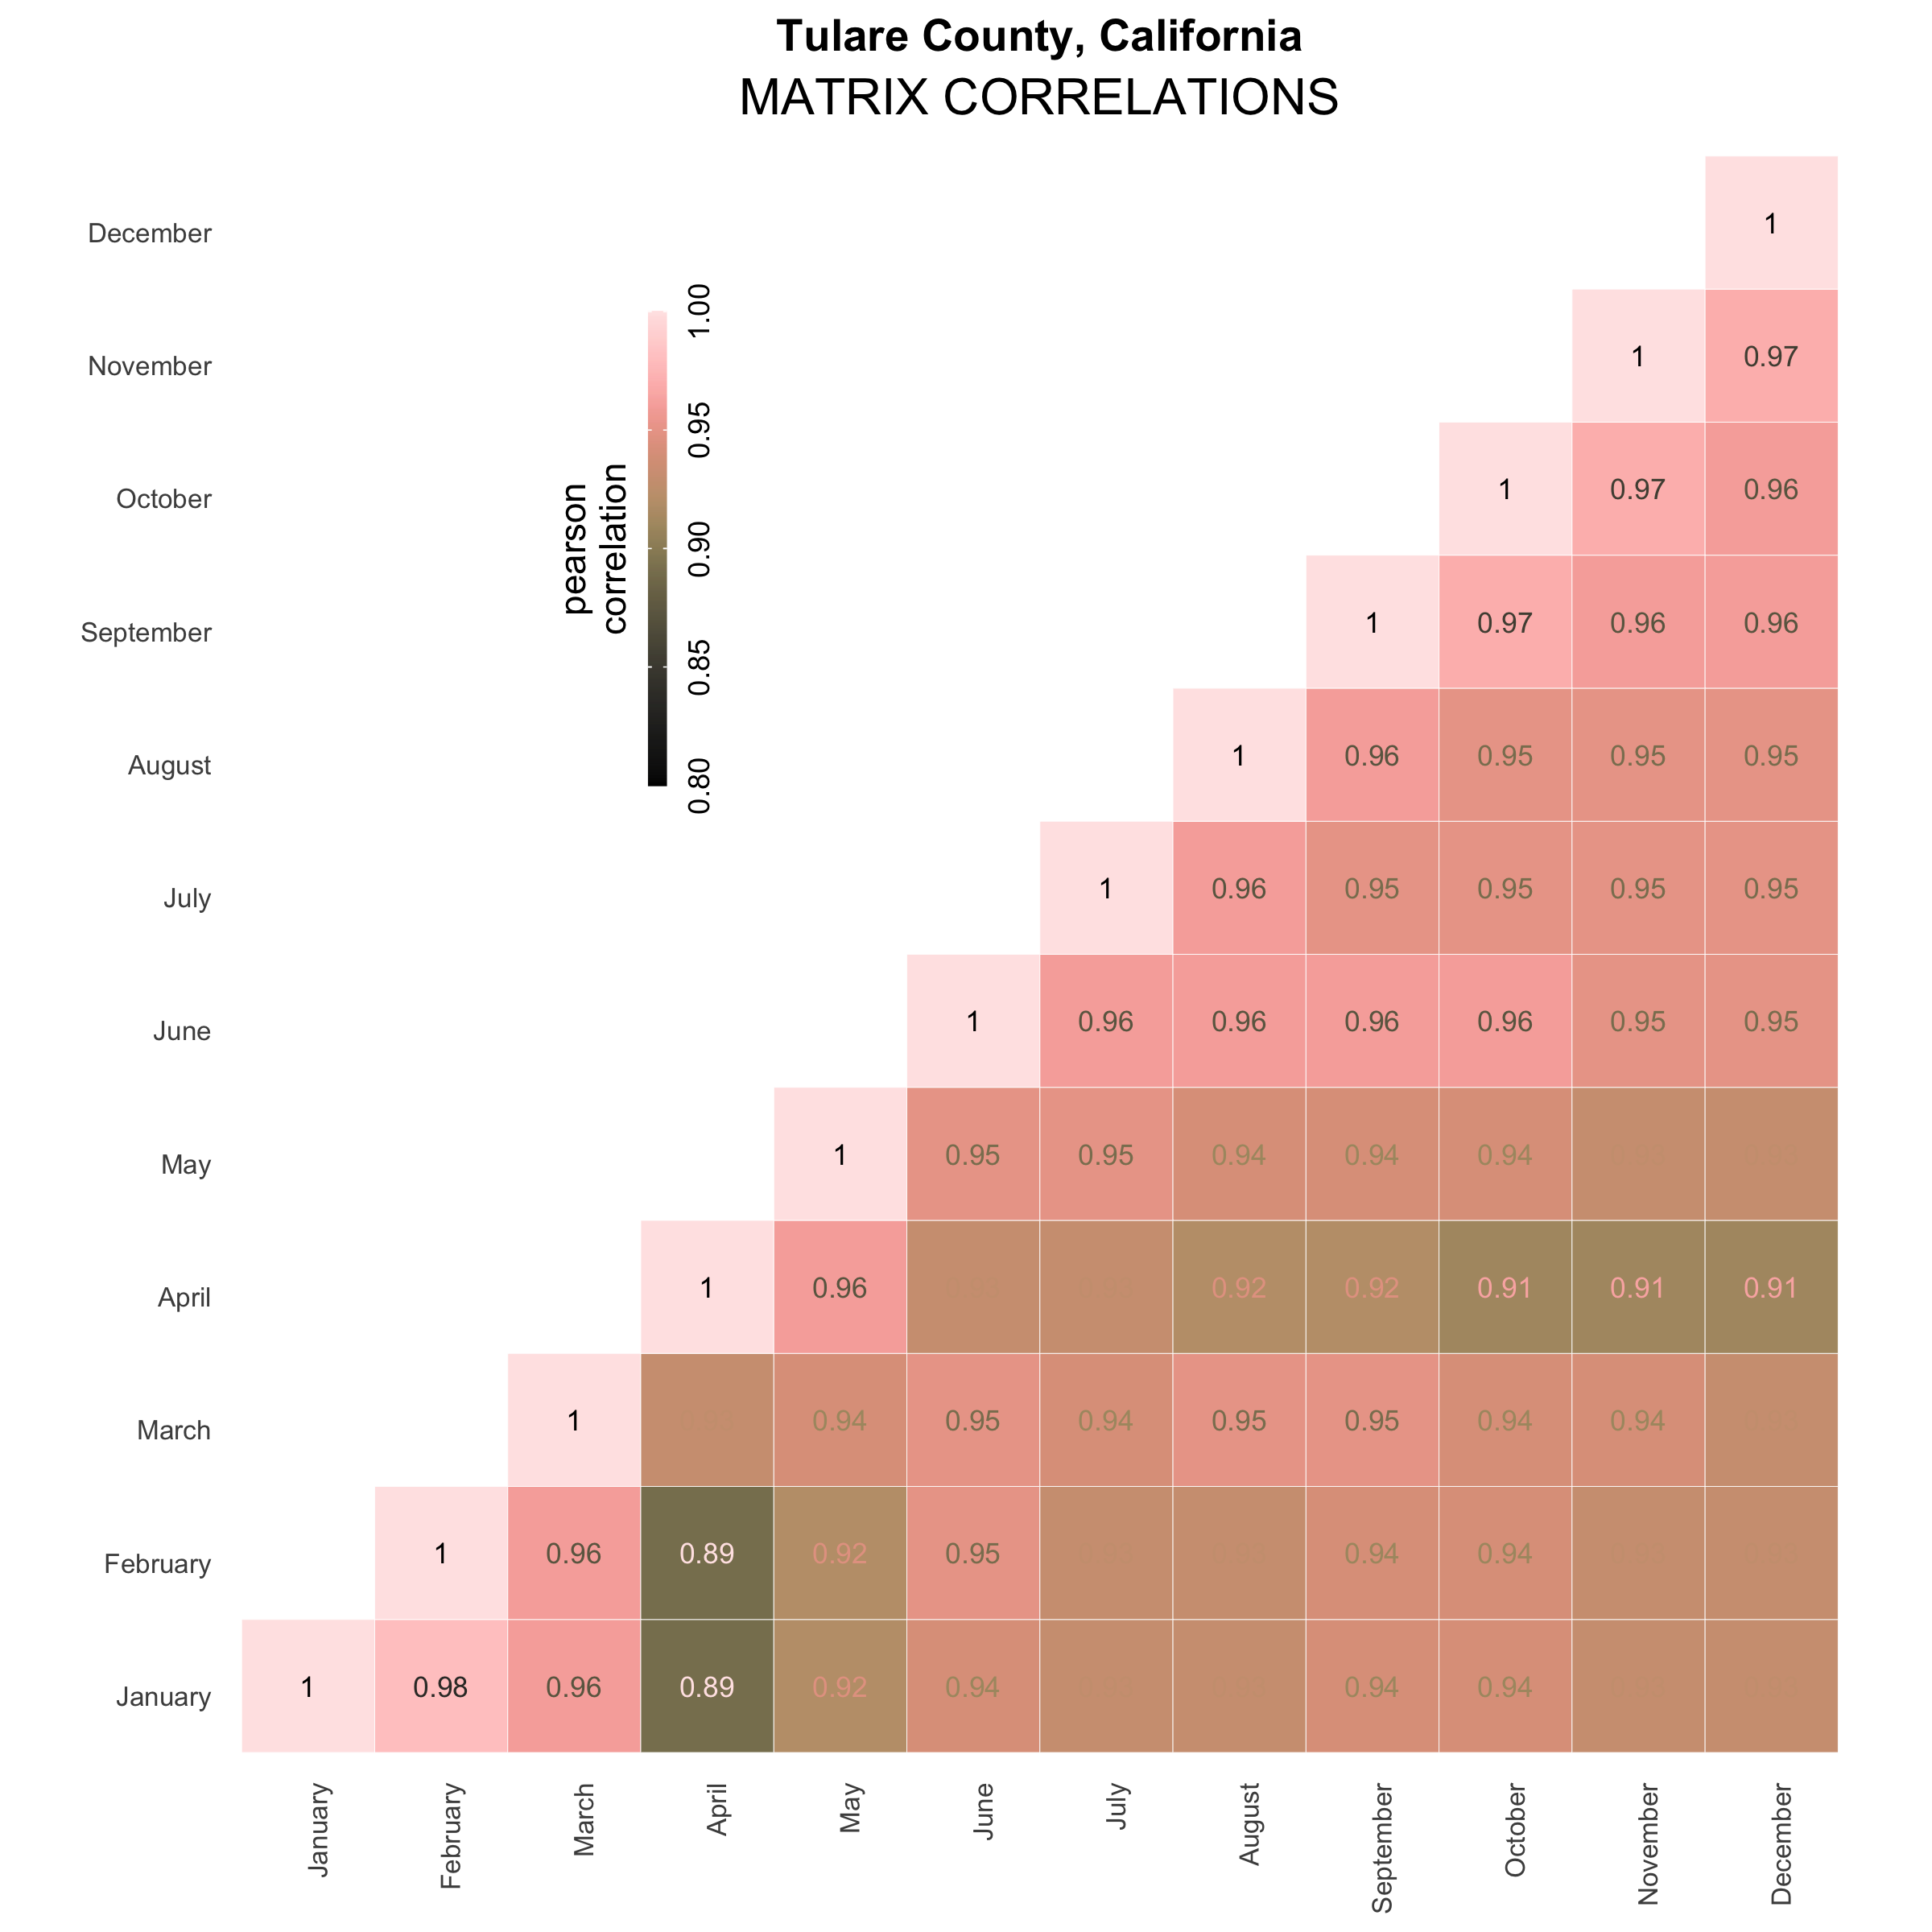 Tulare County, California
MATRIX CORRELATIONS
December 1
November 1 0.97
October 1 0.97 0.96
September 1 0.97 0.96 0.96
August 1 0.96 0.95 0.95 0.95
July 1 0.96 0.95 0.95 0.95 0.95
June 1 0.96 0.96 0.96 0.96 0.95 0.95
May 1 0.95 0.95 0.94 0.94 0.94
April 1 0.96 0.92 0.92 0.91 0.91 0.91
March 1 0.94 0.95 0.94 0.95 0.95 0.94 0.94
February 1 0.96 0.89 0.92 0.95 0.94 0.94
January 1 0.98 0.96 0.89 0.92 0.94 0.94 0.94
January February March April May June July August September October November December
pearson
correlation
0.80 0.85 0.90 0.95 1.00